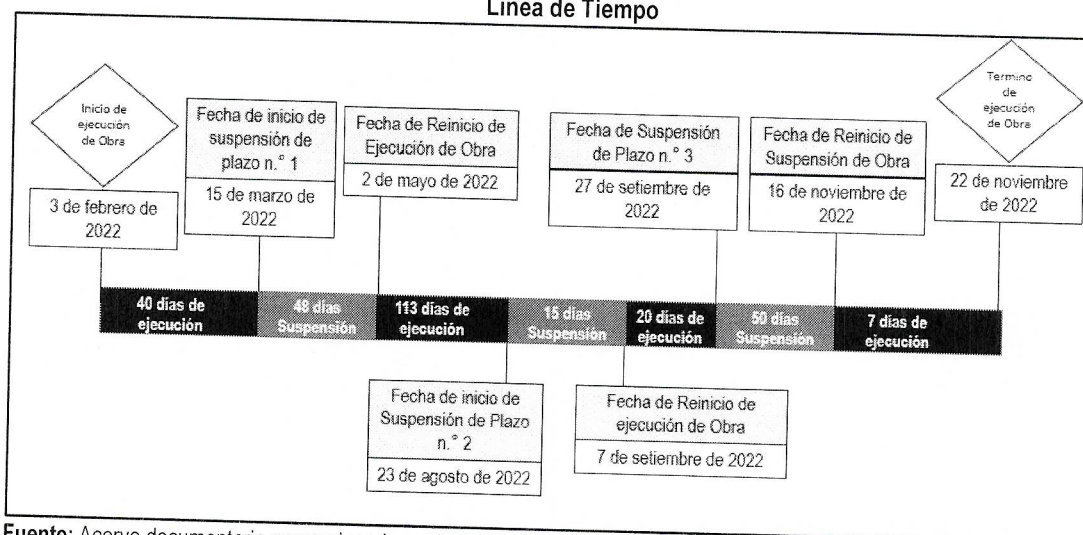 Línea de Tiempo
Inicio de
ejecución
de Obra
3 de febrero de
2022
Fecha de inicio de
suspensión de
plazo n.° 1
15 de marzo de
2022
Fecha de Reinicio de
Ejecución de Obra
2 de mayo de 2022
Fecha de Suspensión
de Plazo n.° 3
27 de setiembre de
2022
Fecha de Reinicio de
Suspensión de Obra
16 de noviembre de
2022
Termino
de
ejecución
de Obra
22 de noviembre
de 2022
40 días de
ejecución
48 días
Suspensión
113 días de
ejecución
15 días
Suspensión
20 días de
ejecución
50 días
Suspensión
7 días de
ejecución
Fecha de inicio de
Suspensión de Plazo
n.° 2
23 de agosto de 2022
Fecha de Reinicio de
ejecución de Obra
7 de setiembre de 2022
Fuente: Acervo